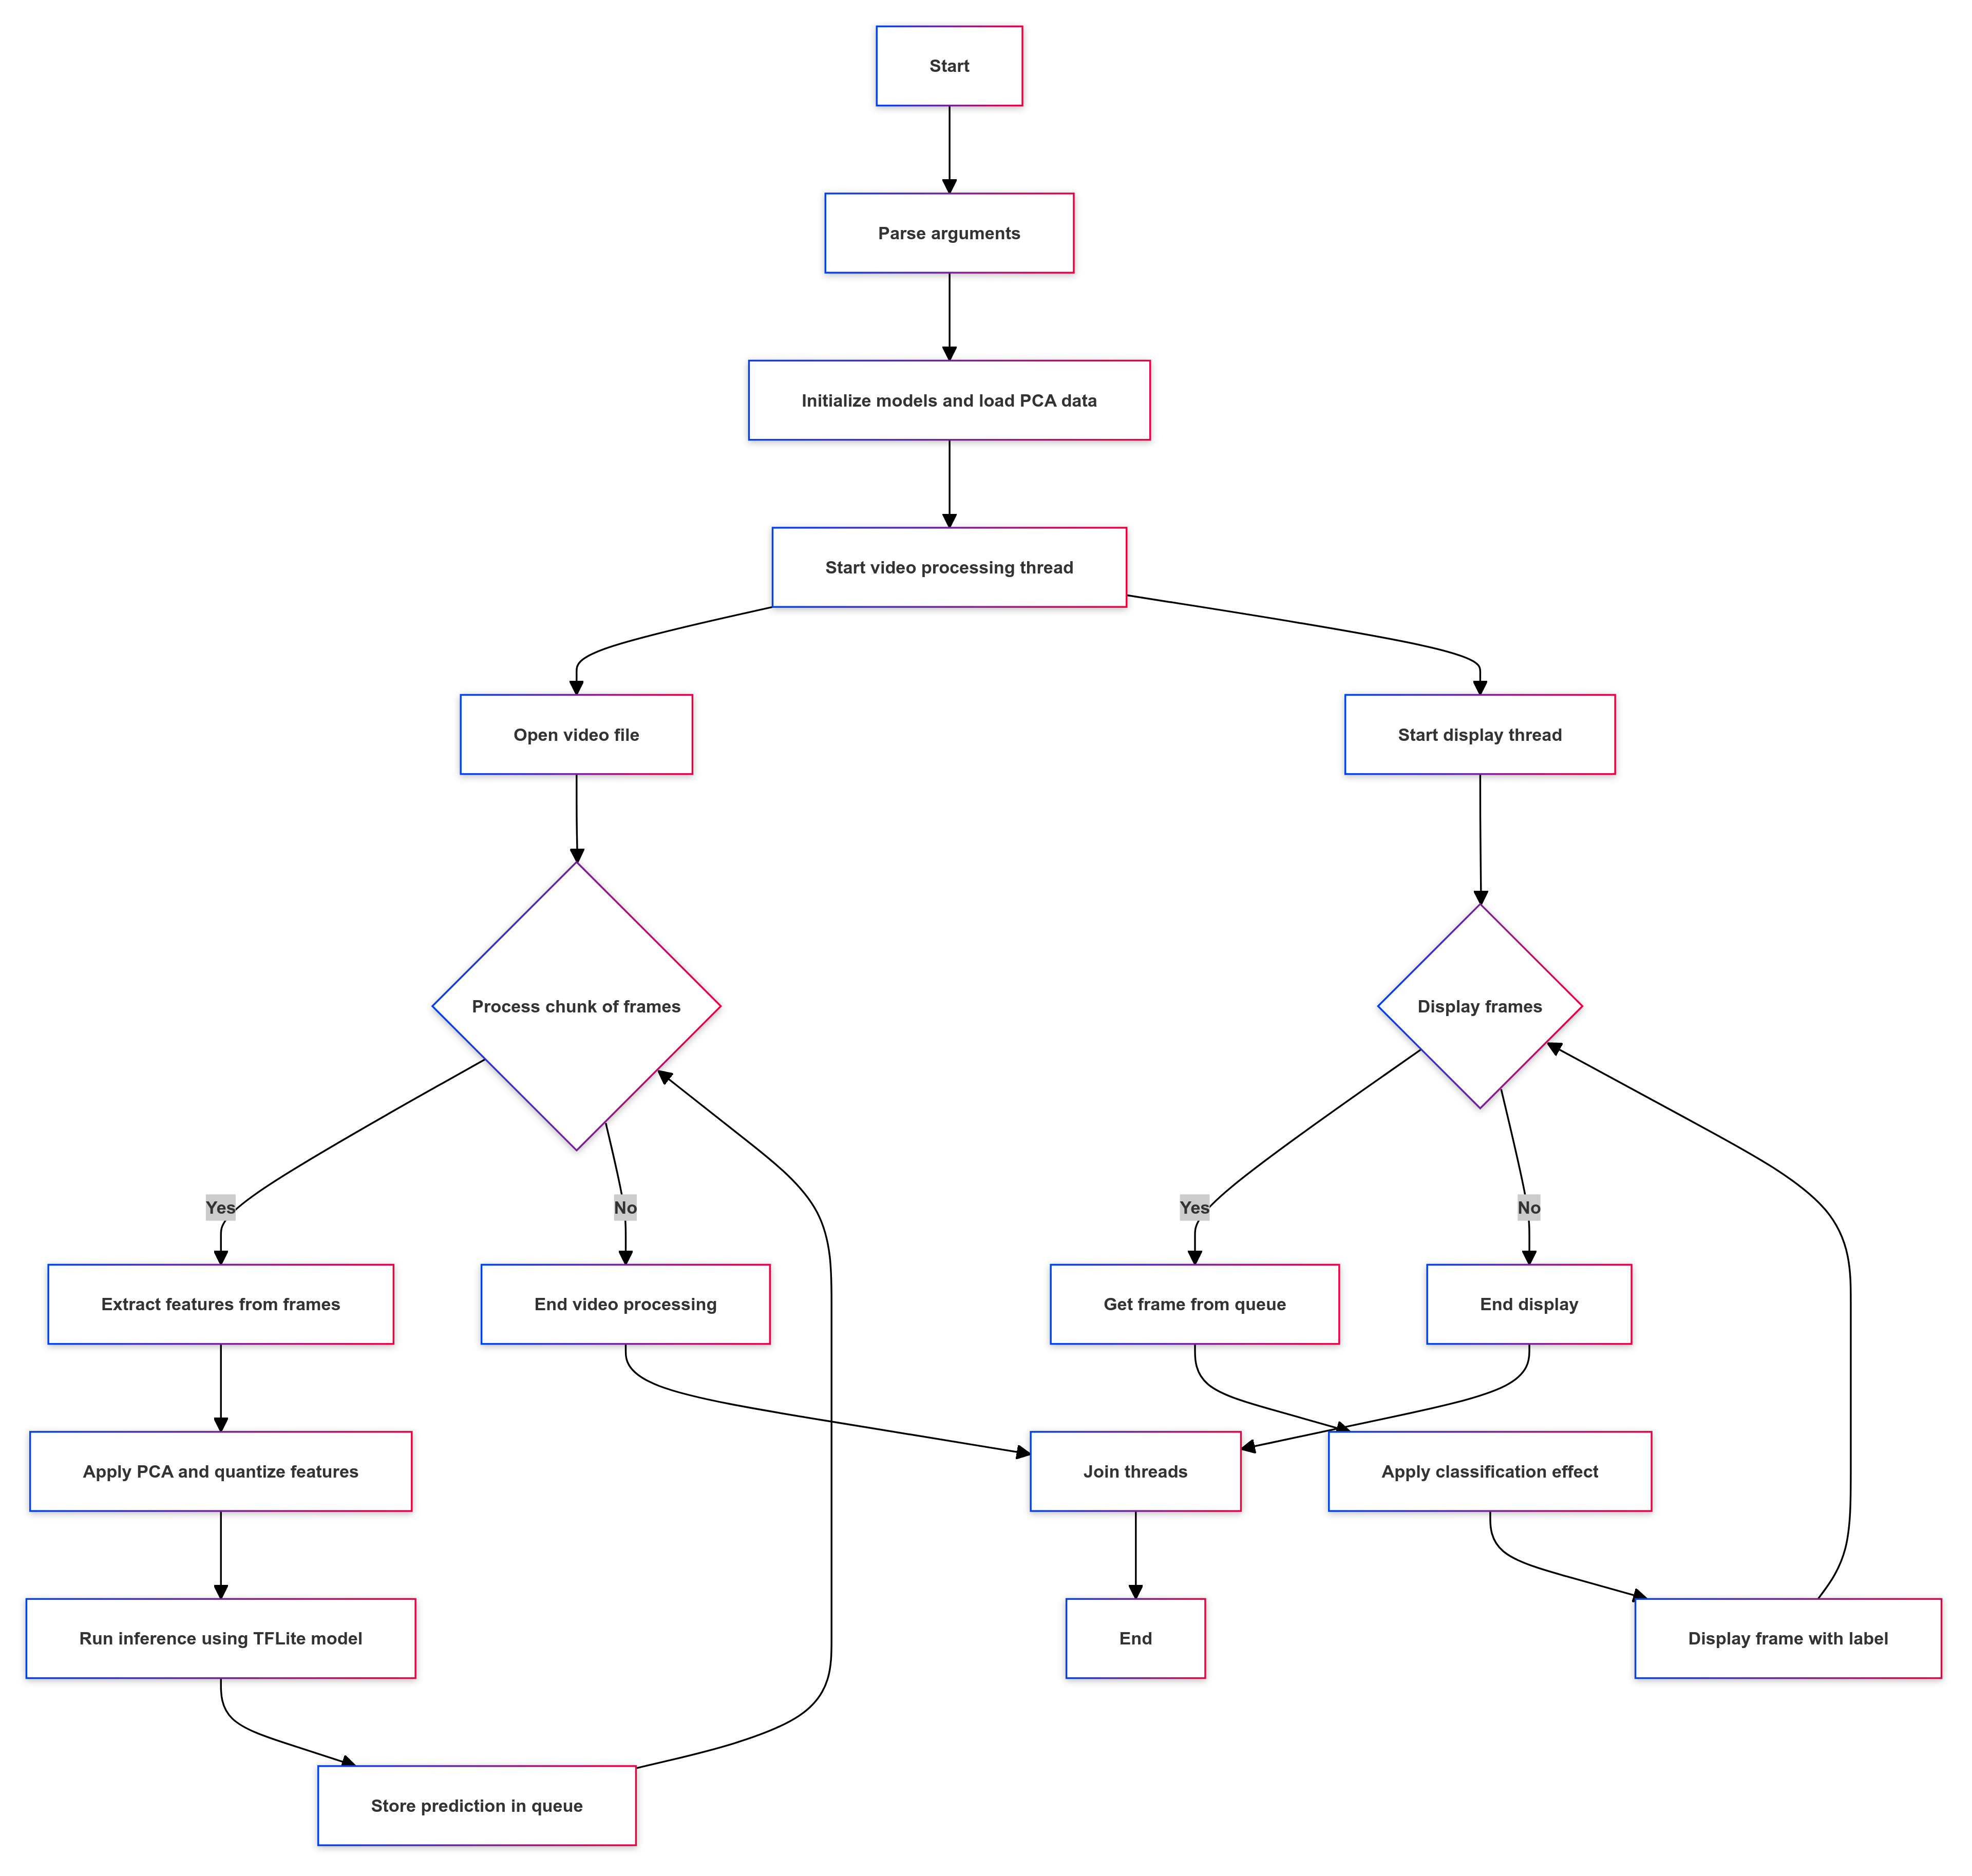 Start
Parse arguments
Initialize models and load PCA data
Start video processing thread
Open video file
Start display thread
Process chunk of frames
Display frames
Yes
No
Yes
No
Extract features from frames
End video processing
Get frame from queue
End display
Apply PCA and quantize features
Join threads
Apply classification effect
Run inference using TFLite model
End
Display frame with label
Store prediction in queue